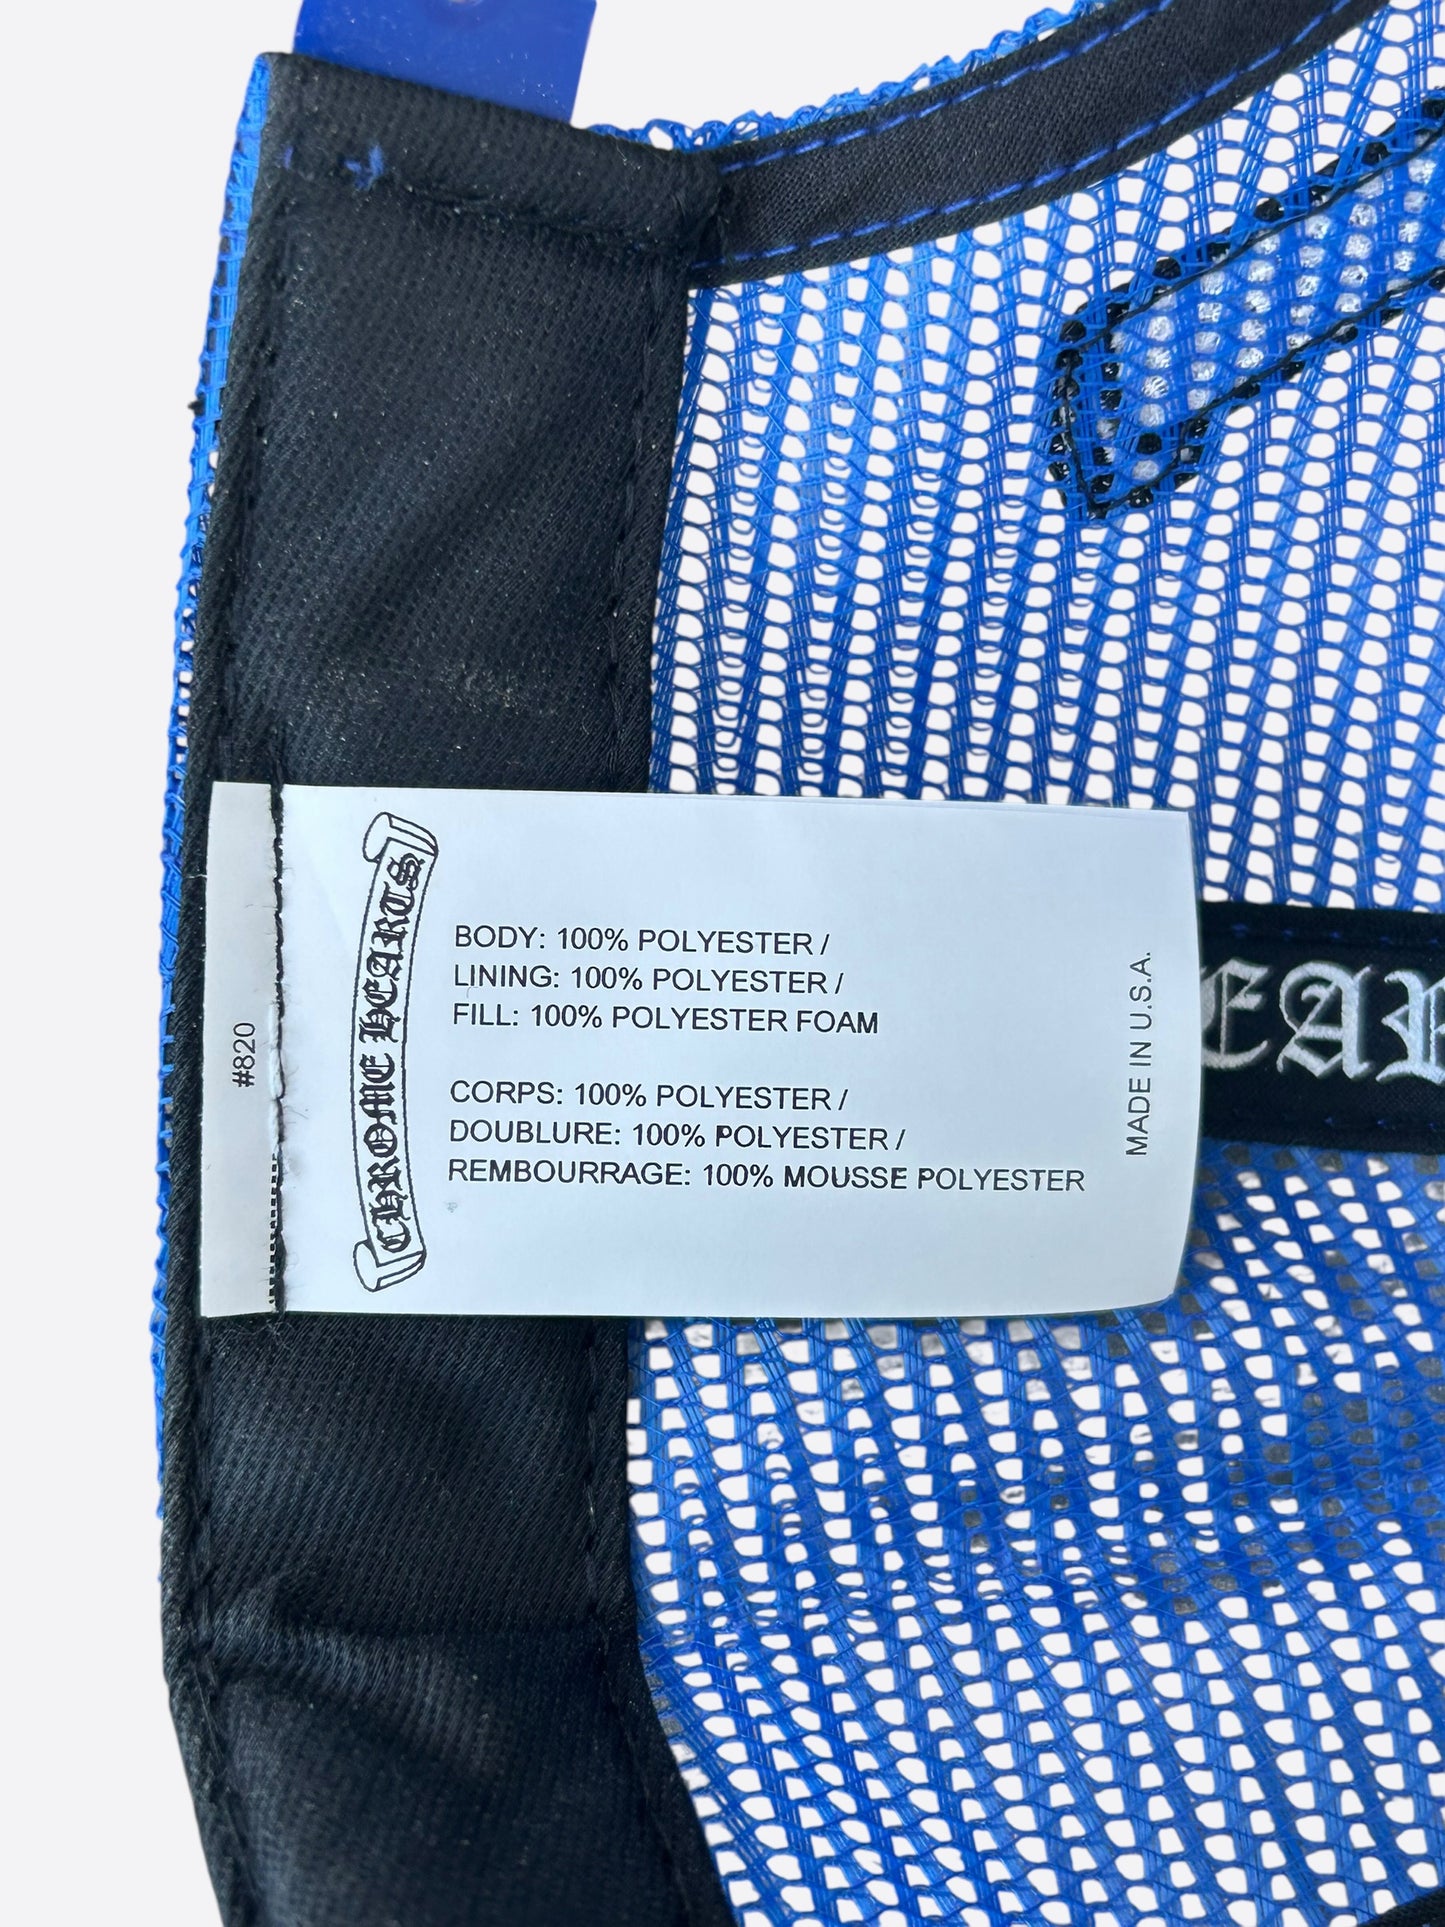 #820
CHROME HEARTS
BODY: 100% POLYESTER /
LINING: 100% POLYESTER /
FILL: 100% POLYESTER FOAM
CORPS: 100% POLYESTER /
DOUBLURE: 100% POLYESTER /
REMBOURRAGE: 100% MOUSSE POLYESTER
MADE IN U.S.A.
EAR